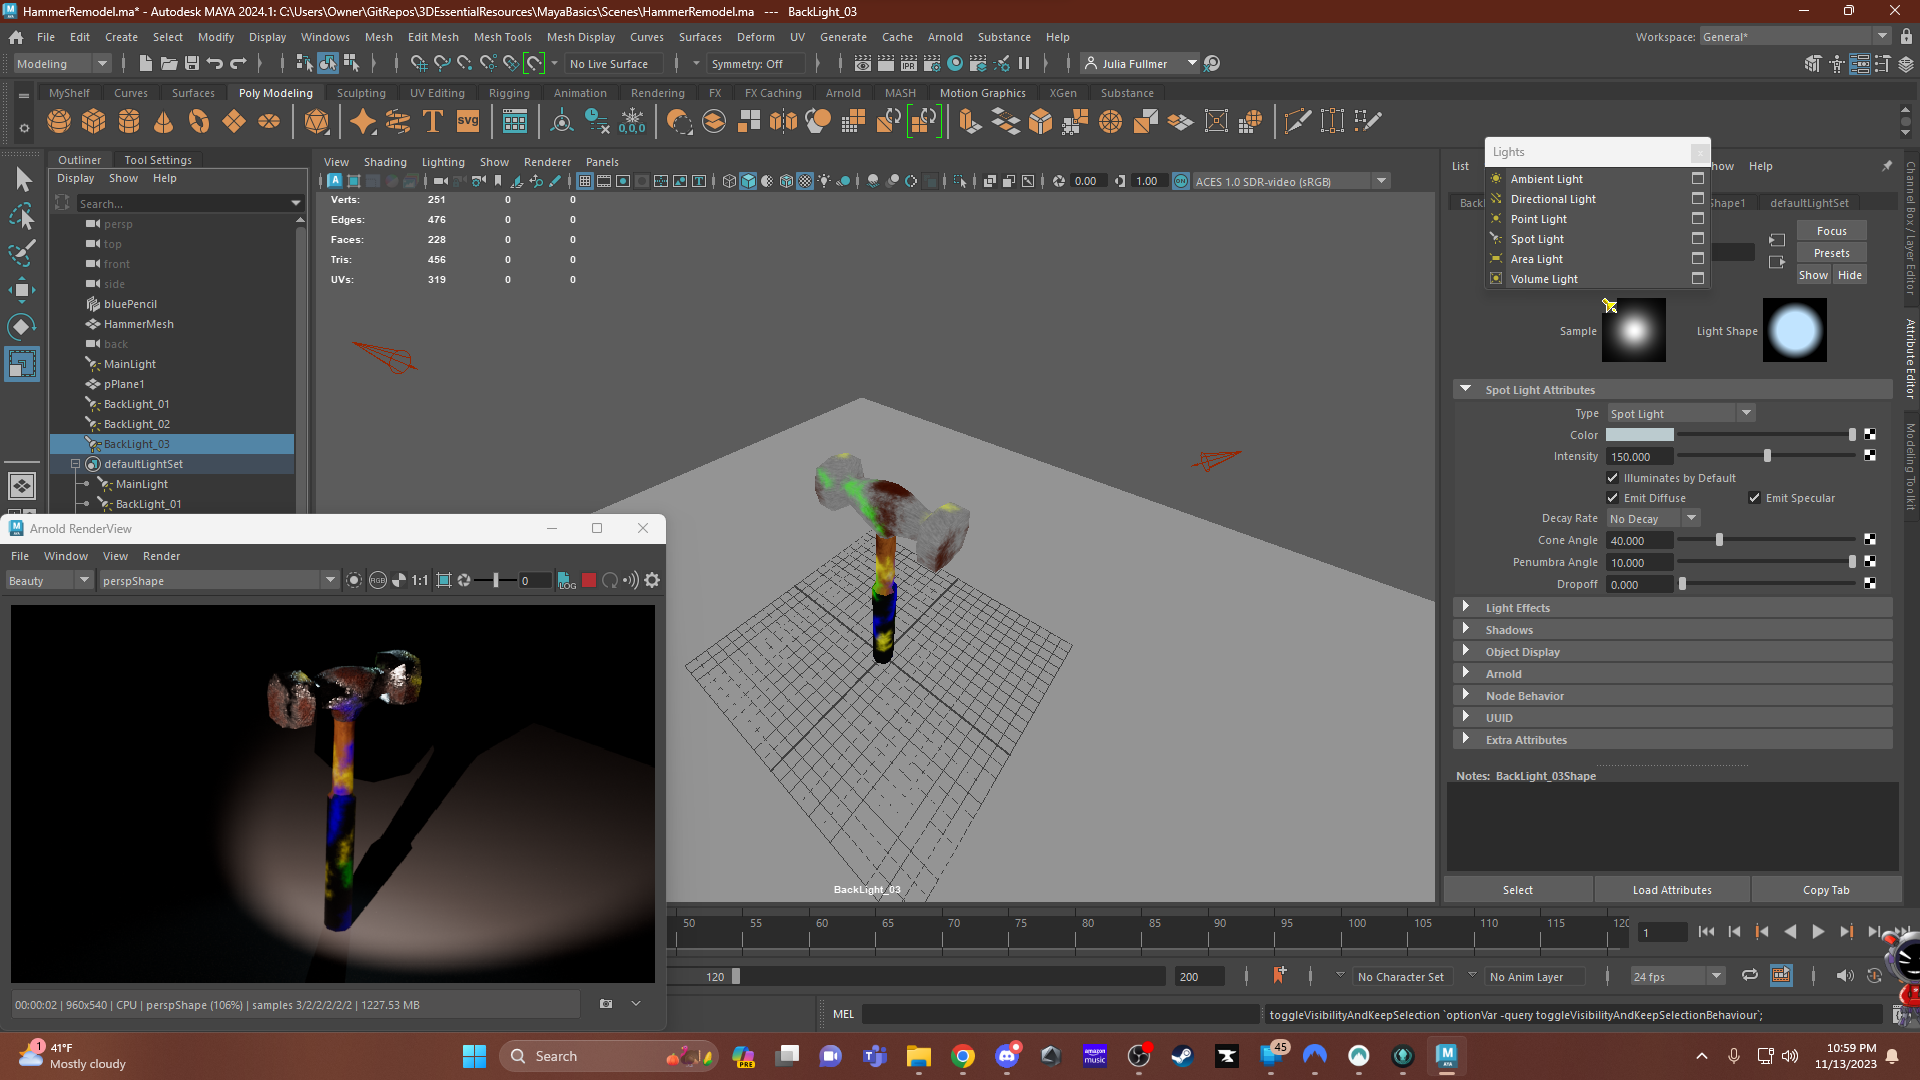 HammerRemodel.ma* - Autodesk MAYA 2024.1: C:\Users\Owner\GitRepos\3DEssentialResources\MayaBasics\Scenes\HammerRemodel.ma   ---   BackLight_03
File Edit Create Select Modify Display Windows Mesh Edit Mesh Mesh Tools Mesh Display Curves Surfaces Deform UV Generate Cache Arnold Substance Help
Workspace: General*
Modeling
No Live Surface
Symmetry: Off
IPR
Julia Fullmer
MyShelf Curves Surfaces Poly Modeling Sculpting UV Editing Rigging Animation Rendering FX FX Caching Arnold MASH Motion Graphics XGen Substance
T
SVG
0,0,0
Outliner Tool Settings
Display Show Help
Search...
persp
top
front
side
bluePencil
HammerMesh
back
MainLight
pPlane1
BackLight_01
BackLight_02
BackLight_03
defaultLightSet
MainLight
BackLight_01
View Shading Lighting Show Renderer Panels
0.00
1.00
ON
ACES 1.0 SDR-video (sRGB)
Verts: 251 0 0
Edges: 476 0 0
Faces: 228 0 0
Tris: 456 0 0
UVs: 319 0 0
BackLight_03
Lights
Ambient Light
Directional Light
Point Light
Spot Light
Area Light
Volume Light
List
how
Help
Back
Shape1
defaultLightSet
Focus
Presets
Show Hide
Sample
Light Shape
Spot Light Attributes
Type Spot Light
Color
Intensity 150.000
Illuminates by Default
Emit Diffuse
Emit Specular
Decay Rate No Decay
Cone Angle 40.000
Penumbra Angle 10.000
Dropoff 0.000
Light Effects
Shadows
Object Display
Arnold
Node Behavior
UUID
Extra Attributes
Notes: BackLight_03Shape
Select
Load Attributes
Copy Tab
Channel Box / Layer Editor
Attribute Editor
Modeling Toolkit
Arnold RenderView
File Window View Render
Beauty
perspShape
RGB
1:1
0
LOG
00:00:02 | 960x540 | CPU | perspShape (106%) | samples 3/2/2/2/2/2 | 1227.53 MB
50 55 60 65 70 75 80 85 90 95 100 105 110 115 120
1
120
200
No Character Set
No Anim Layer
24 fps
MEL
toggleVisibilityAndKeepSelection `optionVar -query toggleVisibilityAndKeepSelectionBehaviour`;
1
41°F
Mostly cloudy
Search
PRE
amazon music
45
10:59 PM
11/13/2023